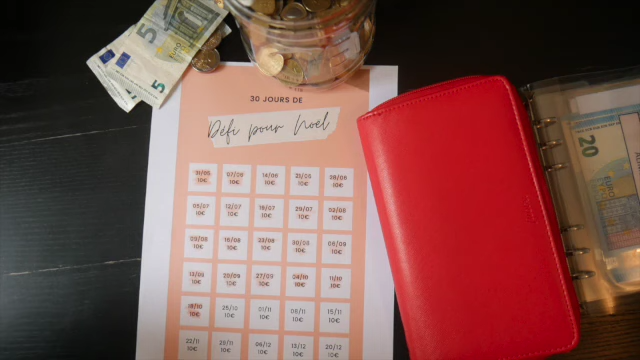 30 JOURS DE
Défi pour Noël
31/05 07/06 14/06 21/06 28/06
10€ 10€ 10€ 10€ 10€
05/07 12/07 19/07 26/07 02/08
10€ 10€ 10€ 10€ 10€
09/08 16/08 23/08 30/08 06/09
10€ 10€ 10€ 10€ 10€
13/09 20/09 27/09 04/10 11/10
10€ 10€ 10€ 10€ 10€
18/10 25/10 01/11 08/11 15/11
10€ 10€ 10€ 10€ 10€
22/11 29/11 06/12 13/12 20/12
10€ 10€ 10€ 10€ 10€
5
5
20